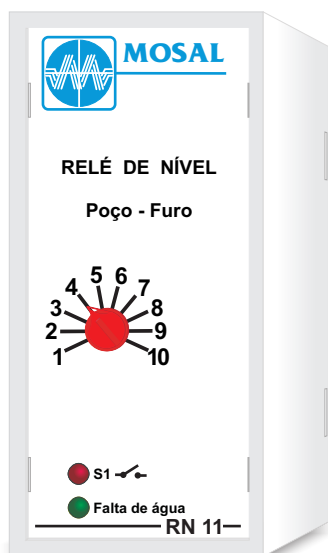 MOSAL
RELÉ DE NÍVEL
Poço - Furo
1 2 3 4 5 6 7 8 9 10
S1
Falta de água
RN 11